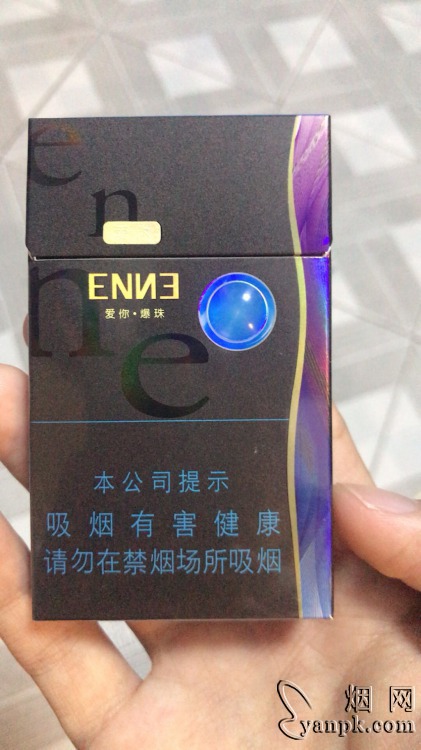 e
n
ENNE
爱你·爆珠
n
e
本公司提示
吸烟有害健康
请勿在禁烟场所吸烟
烟网
yanpk.com